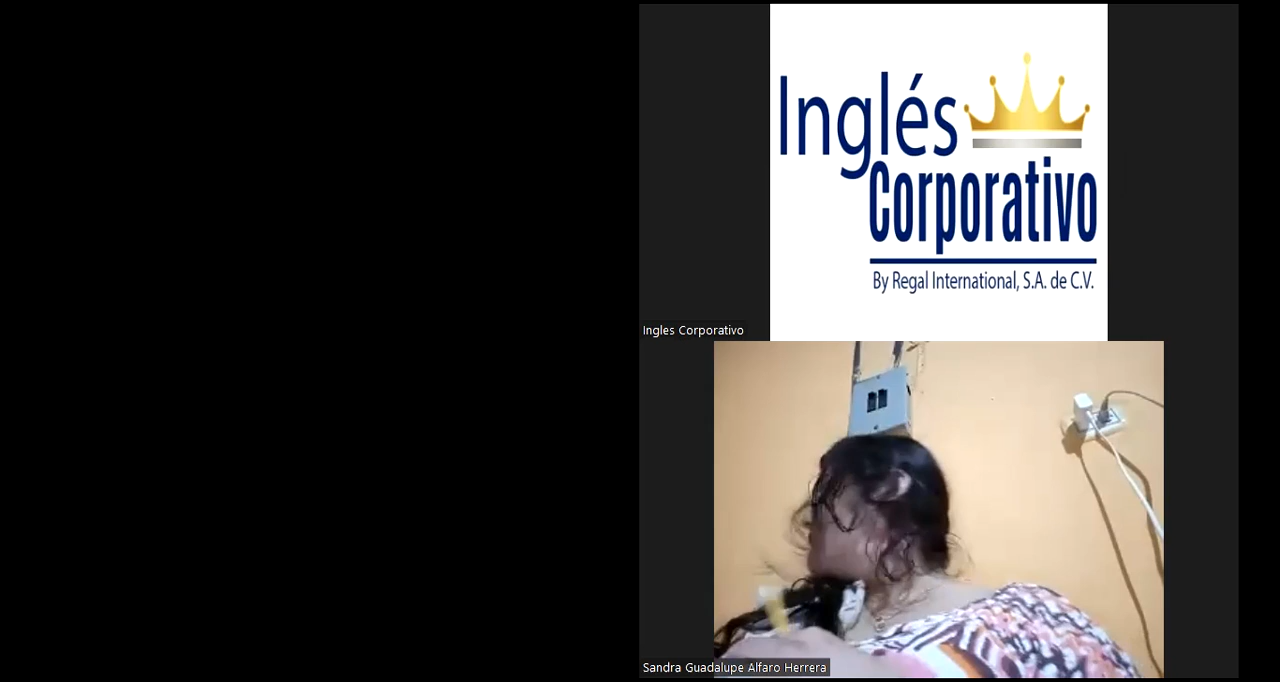 Inglés
Corporativo
By Regal International, S.A. de C.V.
Ingles Corporativo
Sandra Guadalupe Alfaro Herrera